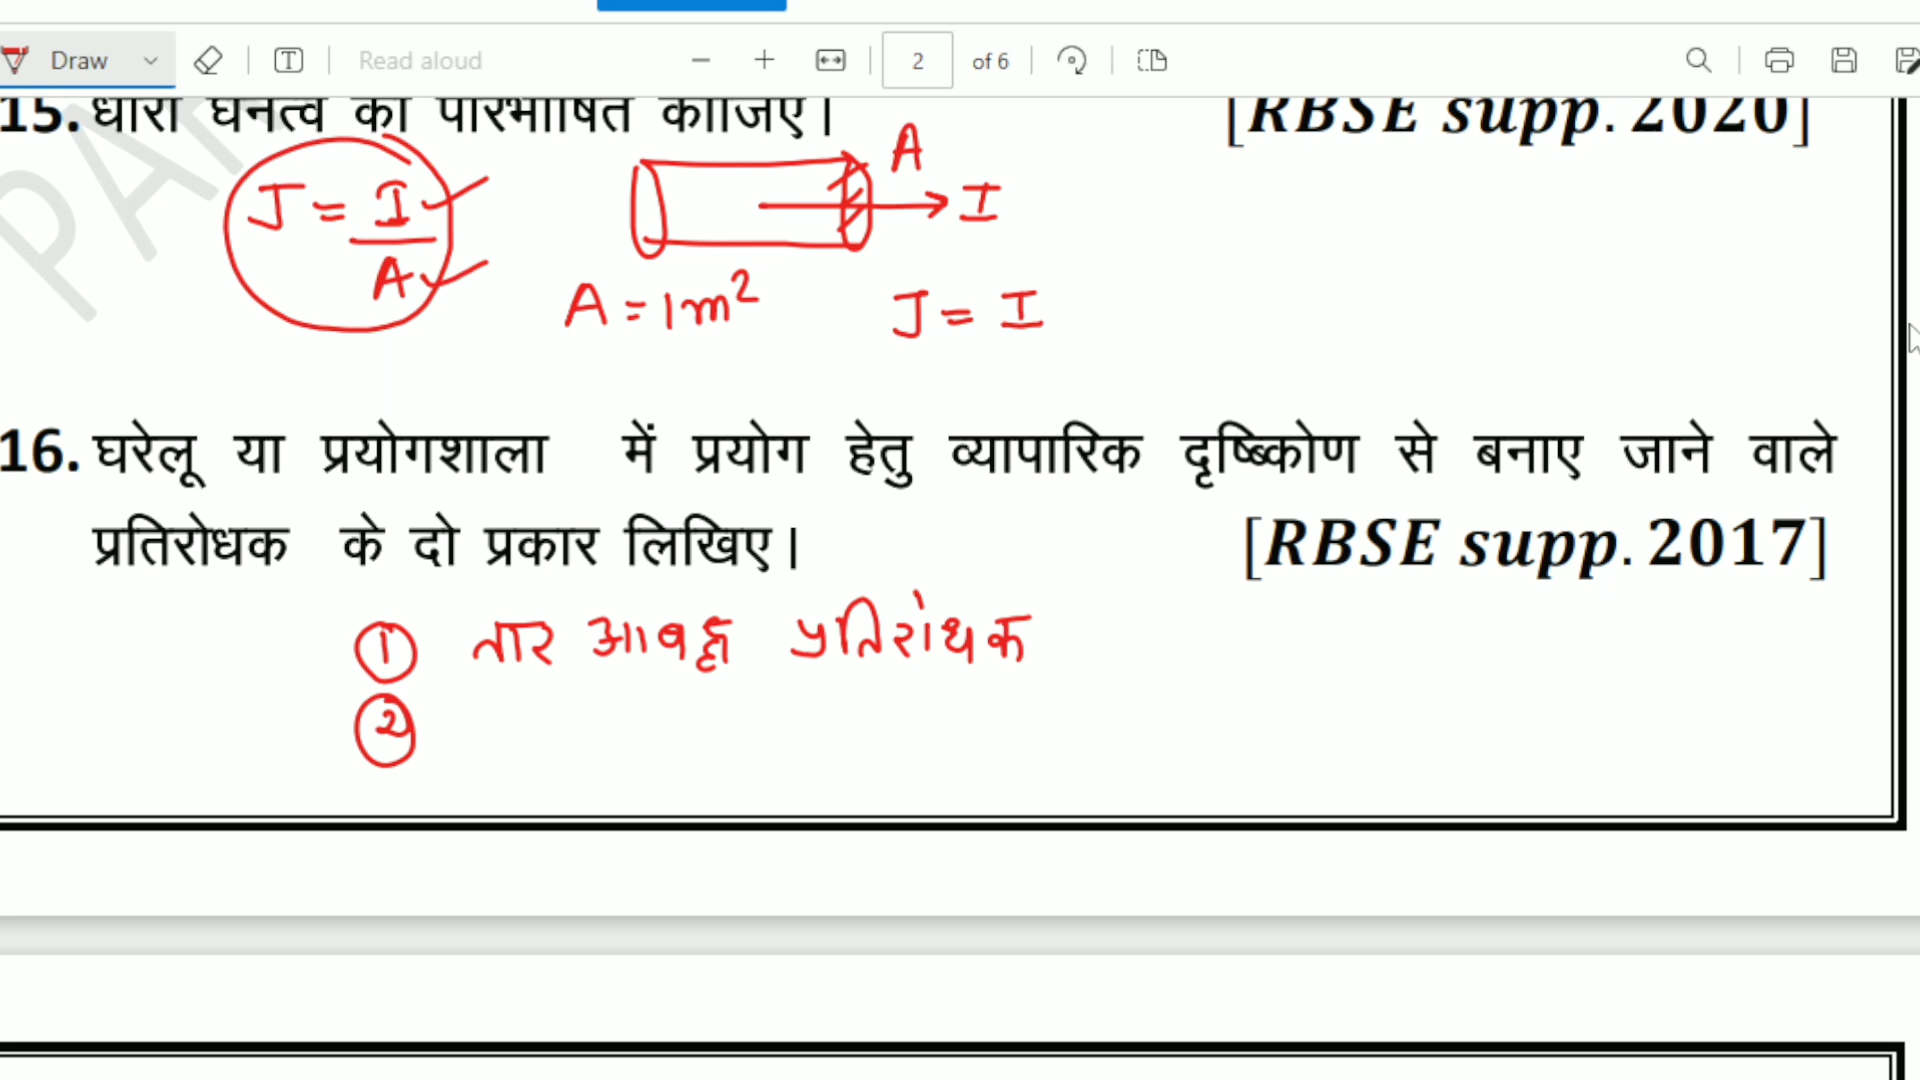 Draw Read aloud 2 of 6
15. धारा घनत्व को परिभाषित कीजिए। [RBSE supp. 2020]
A
J = I/A I
A = 1m² J = I
16. घरेलू या प्रयोगशाला में प्रयोग हेतु व्यापारिक दृष्टिकोण से बनाए जाने वाले
प्रतिरोधक के दो प्रकार लिखिए। [RBSE supp. 2017]
① तार आबद्ध प्रतिरोधक
②